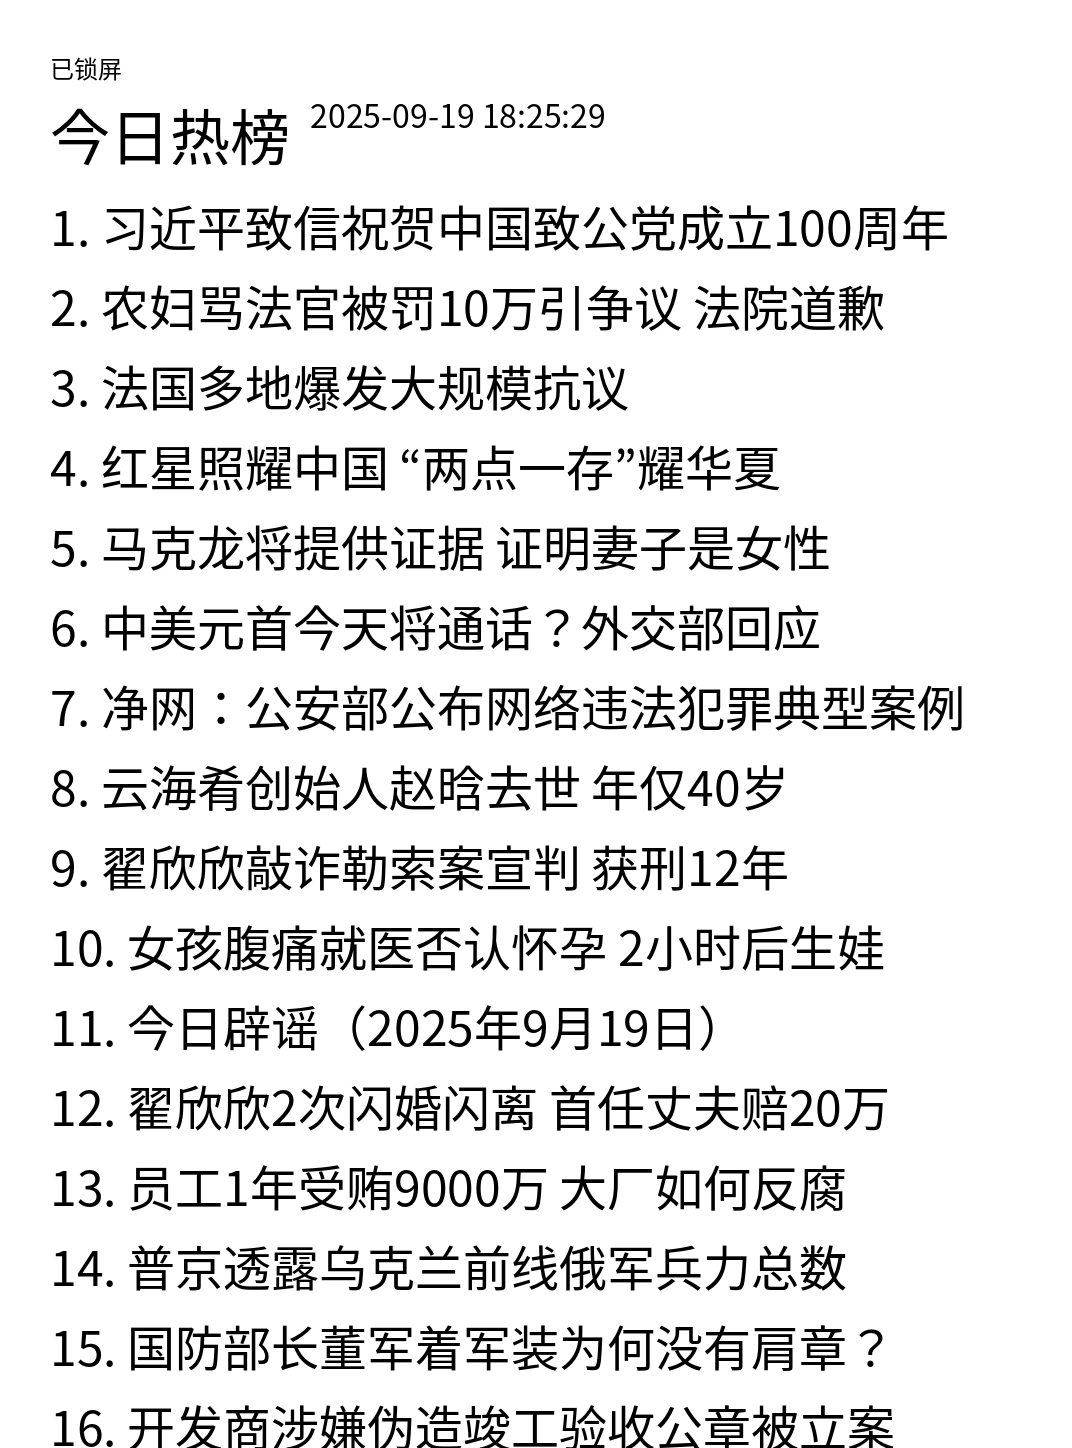 已锁屏
今日热榜 2025-09-19 18:25:29
1. 习近平致信祝贺中国致公党成立100周年
2. 农妇骂法官被罚10万引争议 法院道歉
3. 法国多地爆发大规模抗议
4. 红星照耀中国 “两点一存”耀华夏
5. 马克龙将提供证据 证明妻子是女性
6. 中美元首今天将通话？外交部回应
7. 净网：公安部公布网络违法犯罪典型案例
8. 云海肴创始人赵晗去世 年仅40岁
9. 翟欣欣敲诈勒索案宣判 获刑12年
10. 女孩腹痛就医否认怀孕 2小时后生娃
11. 今日辟谣（2025年9月19日）
12. 翟欣欣2次闪婚闪离 首任丈夫赔20万
13. 员工1年受贿9000万 大厂如何反腐
14. 普京透露乌克兰前线俄军兵力总数
15. 国防部长董军着军装为何没有肩章？
16. 开发商涉嫌伪造竣工验收公章被立案